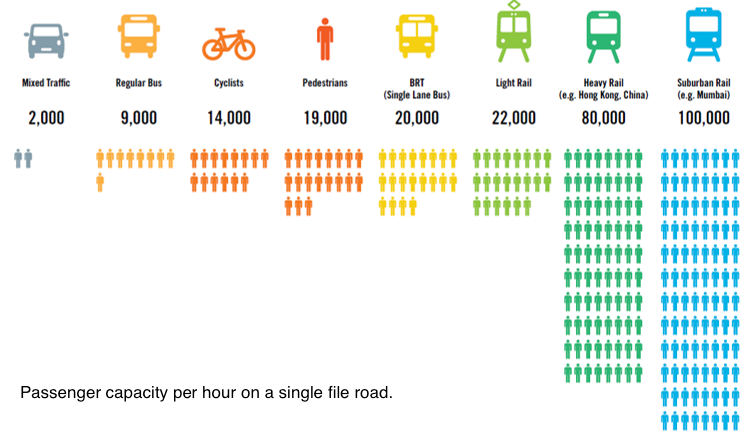 Mixed Traffic
2,000
Regular Bus
9,000
Cyclists
14,000
Pedestrians
19,000
BRT
(Single Lane Bus)
20,000
Light Rail
22,000
Heavy Rail
(e.g. Hong Kong, China)
80,000
Suburban Rail
(e.g. Mumbai)
100,000
Passenger capacity per hour on a single file road.